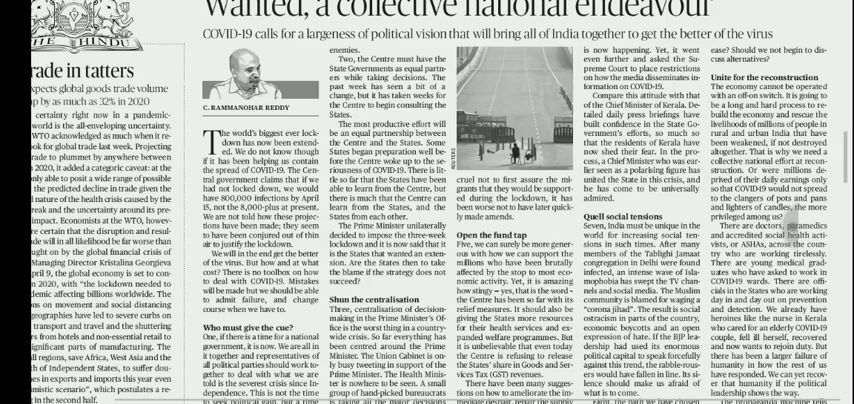 Wanted, a collective national endeavour
COVID-19 calls for a largeness of political vision that will bring all of India together to get the better of the virus
THE HINDU
rade in tatters
xpects global goods trade volume
up by as much as 32% in 2020
certainty right now in a pandemic-
world is the all-enveloping uncertainty.
WTO acknowledged as much when it re-
ok for global trade last week. Projecting
rade to plummet by anywhere between
n 2020, it added a categoric caveat: at the
nly able to posit a wide range of possible
the predicted decline in trade given the
d nature of the health crisis caused by the
reak and the uncertainty around its pre-
impact. Economists at the WTO, howev-
re certain that the disruption and resul-
ade will in all likelihood be far worse than
ught on by the global financial crisis of
Managing Director Kristalina Georgieva
pril 9, the global economy is set to con-
n 2020, with "the lockdown needed to
demic affecting billions worldwide. The
ons on movement and social distancing
geographies have led to severe curbs on
transport and travel and the shuttering
rs from hotels and non-essential retail to
significant parts of manufacturing. The
ll regions, save Africa, West Asia and the
th of Independent States, to suffer dou-
es in exports and imports this year even
mistic scenario", which postulates a re-
g in the second half.
C. RAMMANOHAR REDDY
The world's biggest ever lock-
down has now been extend-
ed. We do not know though
if it has been helping us contain
the spread of COVID-19. The Cen-
tral government claims that if we
had not locked down, we would
have 800,000 infections by April
15, not the 8,000-plus at present.
We are not told how these projec-
tions have been made; they seem
to have been conjured out of thin
air to justify the lockdown.
We will in the end get the better
of the virus. But how and at what
cost? There is no toolbox on how
to deal with COVID-19. Mistakes
will be made but we should be able
to admit failure, and change
course when we have to.
Who must give the cue?
One, if there is a time for a national
government, it is now. We are all in
it together and representatives of
all political parties should work to-
gether to deal with what we are
told is the severest crisis since In-
dependence. This is not the time
to seek political gain, but a time
enemies.
Two, the Centre must have the
State Governments as equal partn-
ers while taking decisions. The
past week has seen a bit of a
change, but it has taken weeks for
the Centre to begin consulting the
States.
The most productive effort will
be an equal partnership between
the Centre and the States. Some
States began preparation well be-
fore the Centre woke up to the se-
riousness of COVID-19. There is lit-
tle so far that the States have been
able to learn from the Centre, but
there is much that the Centre can
learn from the States, and the
States from each other.
The Prime Minister unilaterally
decided to impose the three-week
lockdown and it is now said that it
is the States that wanted an exten-
sion. Are the States then to take
the blame if the strategy does not
succeed?
Shun the centralisation
Three, centralisation of decision-
making in the Prime Minister's Of-
fice is the worst thing in a country-
wide crisis. So far everything has
been centred around the Prime
Minister. The Union Cabinet is on-
ly busy tweeting in support of the
Prime Minister. The Health Minis-
ter is nowhere to be seen. A small
group of handpicked bureaucrats
is taking all the major decisions
REUTERS
cruel not to first assure the mi-
grants that they would be support-
ed during the lockdown, it has
been worse not to have later quick-
ly made amends.
Open the fund tap
Five, we can surely be more gener-
ous with how we can support the
millions who have been brutally
affected by the stop to most eco-
nomic activity. Yet, it is amazing
how stingy – yes, that is the word –
the Centre has been so far with its
relief measures. It should also be
giving the States more resources
for their health services and ex-
panded welfare programmes. But
it is unbelievable that even today
the Centre is refusing to release
the States' share in Goods and Ser-
vices Tax (GST) revenues.
There have been many sugges-
tions on how to ameliorate the im-
is now happening. Yet, it went
even further and asked the Su-
preme Court to place restrictions
on how the media disseminates in-
formation on COVID-19.
Compare this attitude with that
of the Chief Minister of Kerala. De-
tailed daily press briefings have
built confidence in the State Go-
vernment's efforts, so much so
that the residents of Kerala have
now shed their fear. In the pro-
cess, a Chief Minister who was ear-
lier seen as a polarising figure has
united the State in this crisis, and
he has come to be universally
admired.
Quell social tensions
Seven, India must be unique in the
world for increasing social ten-
sions in such times. After many
members of the Tablighi Jamaat
congregation in Delhi were found
infected, an intense wave of Isla-
mophobia has swept the TV chan-
nels and social media. The Muslim
community is blamed for waging a
"corona jihad". The result is social
ostracism in parts of the country,
economic boycotts and an open
expression of hate. If the BJP lea-
dership had used its enormous
political capital to speak forcefully
against this trend, the rabble-rous-
ers would have fallen in line. Its si-
lence should make us afraid of
what is to come.
Eight, the path we have chosen
ease? Should we not begin to dis-
cuss alternatives?
Unite for the reconstruction
The economy cannot be operated
with an on-off switch. It is going to
be a long and hard process to re-
build the economy and rescue the
livelihoods of millions of people in
rural and urban India that have
been weakened, if not destroyed
altogether. That is why we need a
collective national effort at recon-
struction. Or were millions de-
prived of their daily earnings only
so that COVID-19 would not spread
to the clangers of pots and pans
and lighters of candles, the more
privileged among us?
There are doctors, paramedics
and accredited social health acti-
vists, or ASHAs, across the coun-
try who are working tirelessly.
There are young medical grad-
uates who have asked to work in
COVID-19 wards. There are offi-
cials in the States who are working
day in and day out on prevention
and detection. We already have
heroines like the nurse in Kerala
who cared for an elderly COVID-19
couple, fell ill herself, recovered
and now wants to rejoin duty. But
there has been a larger failure of
humanity in how the rest of us
have responded. We can yet recov-
er that humanity if the political
leadership shows the way.